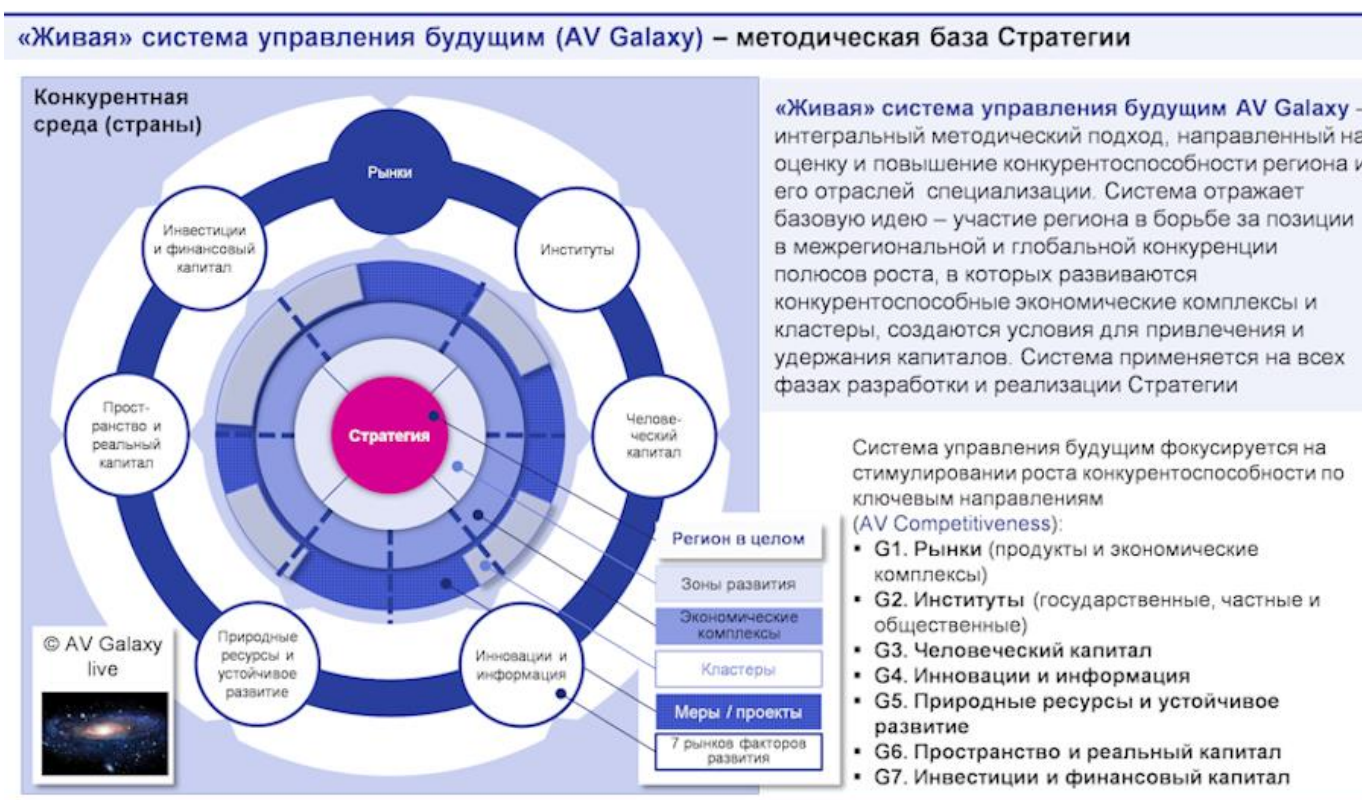 «Живая» система управления будущим (AV Galaxy) – методическая база Стратегии
Конкурентная
среда (страны)
Рынки
Инвестиции
и финансовый
капитал
Институты
Прост-
ранство и
реальный
капитал
Стратегия
Челове-
ческий
капитал
Природные
ресурсы и
устойчивое
развитие
Инновации и
информация
© AV Galaxy
live
Регион в целом
Зоны развития
Экономические
комплексы
Кластеры
Меры / проекты
7 рынков факторов
развития
«Живая» система управления будущим AV Galaxy –
интегральный методический подход, направленный на
оценку и повышение конкурентоспособности региона и
его отраслей специализации. Система отражает
базовую идею – участие региона в борьбе за позиции
в межрегиональной и глобальной конкуренции
полюсов роста, в которых развиваются
конкурентоспособные экономические комплексы и
кластеры, создаются условия для привлечения и
удержания капиталов. Система применяется на всех
фазах разработки и реализации Стратегии
Система управления будущим фокусируется на
стимулировании роста конкурентоспособности по
ключевым направлениям
(AV Competitiveness):
▪ G1. Рынки (продукты и экономические
комплексы)
▪ G2. Институты (государственные, частные и
общественные)
▪ G3. Человеческий капитал
▪ G4. Инновации и информация
▪ G5. Природные ресурсы и устойчивое
развитие
▪ G6. Пространство и реальный капитал
▪ G7. Инвестиции и финансовый капитал